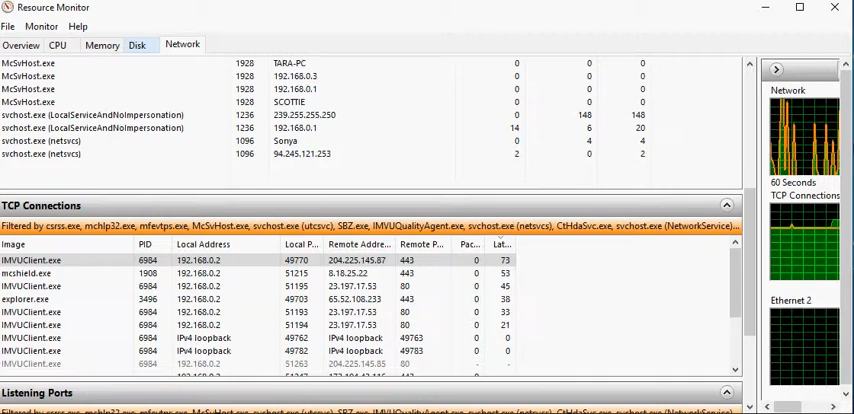 Resource Monitor
File Monitor Help
Overview CPU Memory Disk Network
McSvHost.exe 1928 TARA-PC 0 0 0
McSvHost.exe 1928 192.168.0.3 0 0 0
McSvHost.exe 1928 192.168.0.1 0 0 0
McSvHost.exe 1928 SCOTTIE 0 0 0
svchost.exe (LocalServiceAndNoImpersonation) 1236 239.255.255.250 0 148 148
svchost.exe (LocalServiceAndNoImpersonation) 1236 192.168.0.1 14 6 20
svchost.exe (netsvcs) 1096 Sonya 0 4 4
svchost.exe (netsvcs) 1096 94.245.121.253 2 0 2
TCP Connections
Filtered by csrss.exe, mchlp32.exe, mfevtps.exe, McSvHost.exe, svchost.exe (utcsvc), SBZ.exe, IMVUQualityAgent.exe, svchost.exe (netsvcs), CtHdaSvc.exe, svchost.exe (NetworkService)...
Image PID Local Address Local P... Remote Addre... Remote P... Pac... Lat...
IMVUClient.exe 6984 192.168.0.2 49770 204.225.145.87 443 0 73
mcshield.exe 1908 192.168.0.2 51215 8.18.25.22 443 0 53
IMVUClient.exe 6984 192.168.0.2 51195 23.197.17.53 80 0 45
explorer.exe 3496 192.168.0.2 49703 65.52.108.233 443 0 38
IMVUClient.exe 6984 192.168.0.2 51193 23.197.17.53 80 0 33
IMVUClient.exe 6984 192.168.0.2 51194 23.197.17.53 80 0 21
IMVUClient.exe 6984 IPv4 loopback 49762 IPv4 loopback 49763 0 0
IMVUClient.exe 6984 IPv4 loopback 49782 IPv4 loopback 49783 0 0
IMVUClient.exe 6984 192.168.0.2 51263 204.225.145.85 80 - -
Listening Ports
Network
60 Seconds
TCP Connections
Ethernet 2